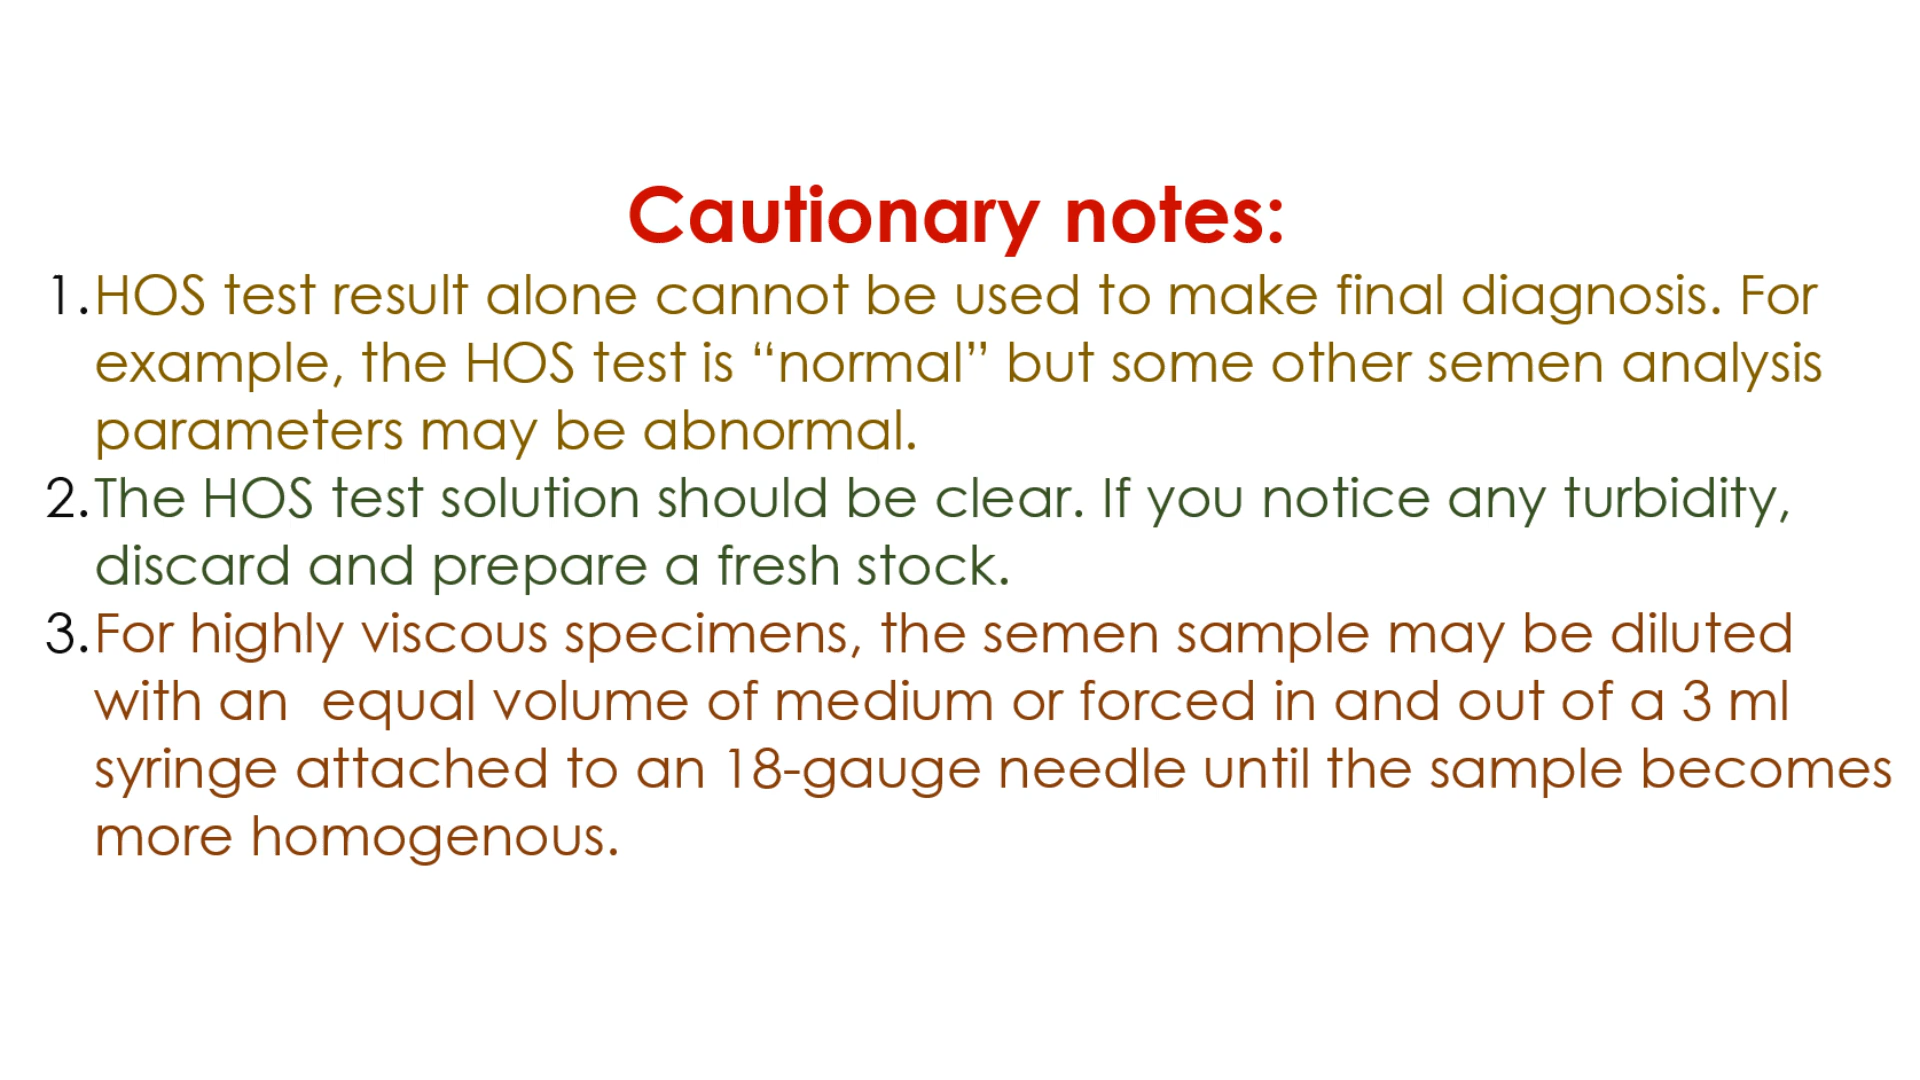 Cautionary notes:
1.HOS test result alone cannot be used to make final diagnosis. For
example, the HOS test is “normal” but some other semen analysis
parameters may be abnormal.
2.The HOS test solution should be clear. If you notice any turbidity,
discard and prepare a fresh stock.
3.For highly viscous specimens, the semen sample may be diluted
with an  equal volume of medium or forced in and out of a 3 ml
syringe attached to an 18-gauge needle until the sample becomes
more homogenous.